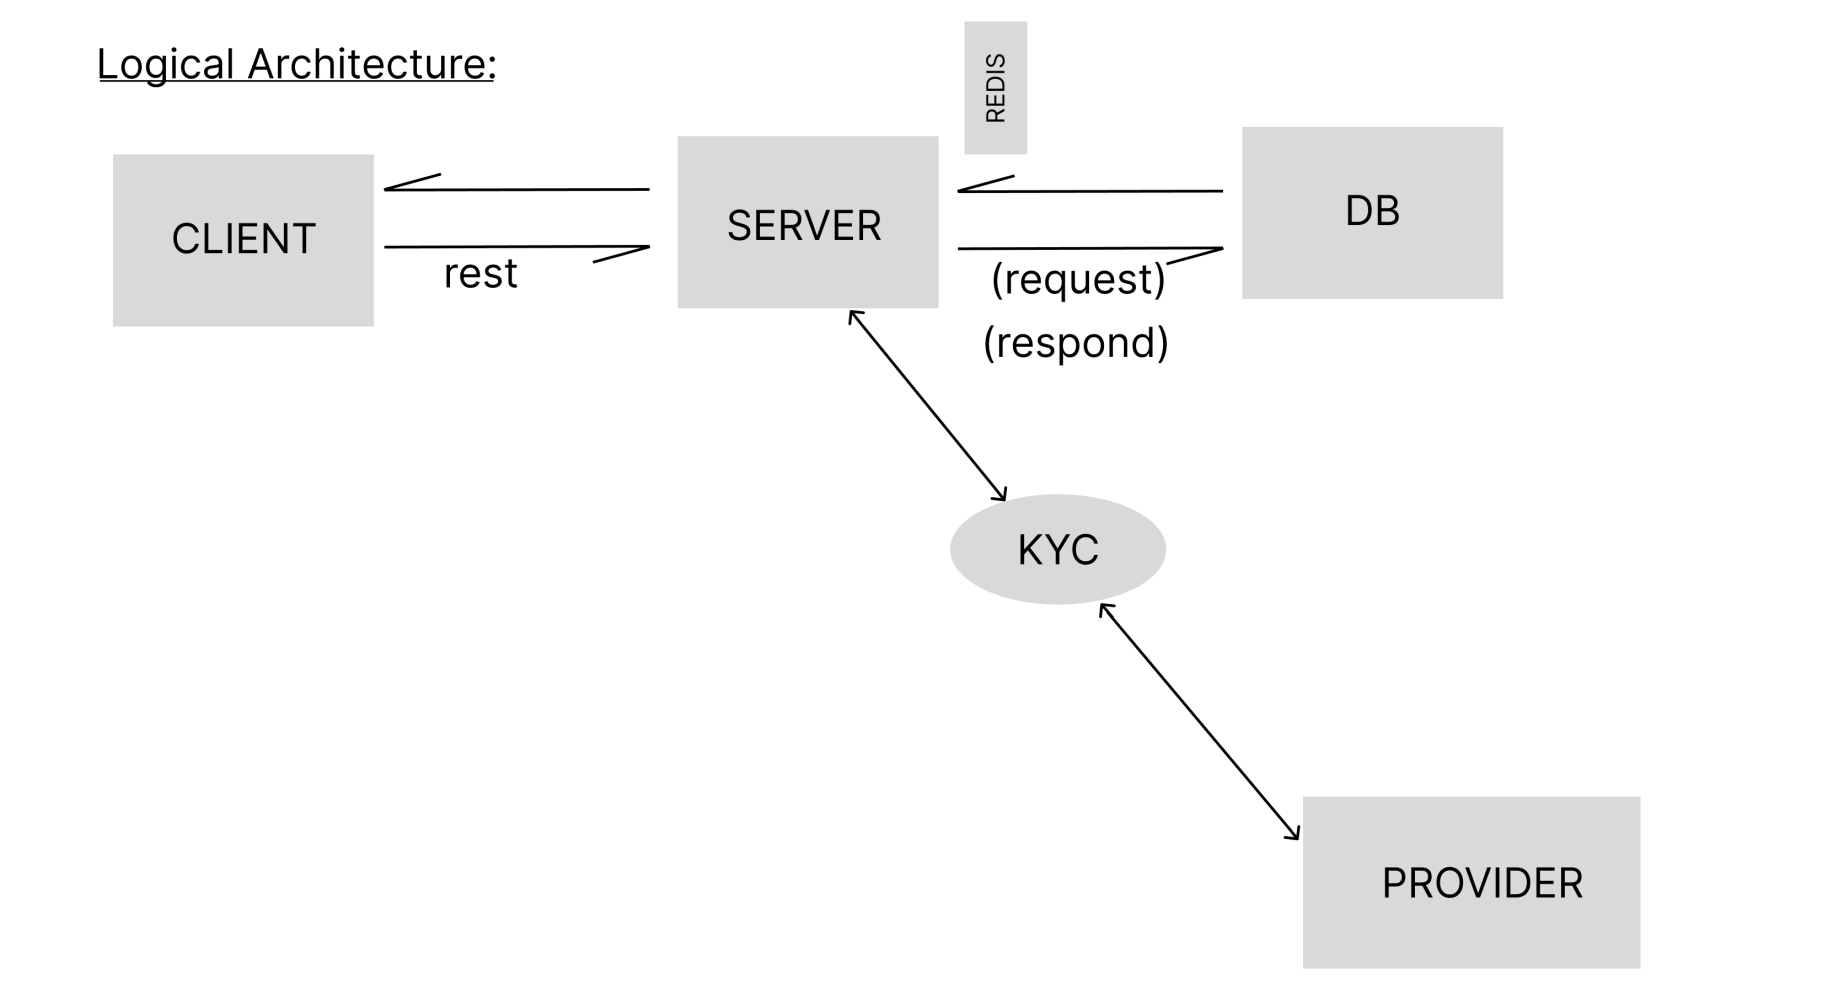 Logical Architecture:
REDIS
CLIENT
SERVER
DB
rest
(request)
(respond)
KYC
PROVIDER